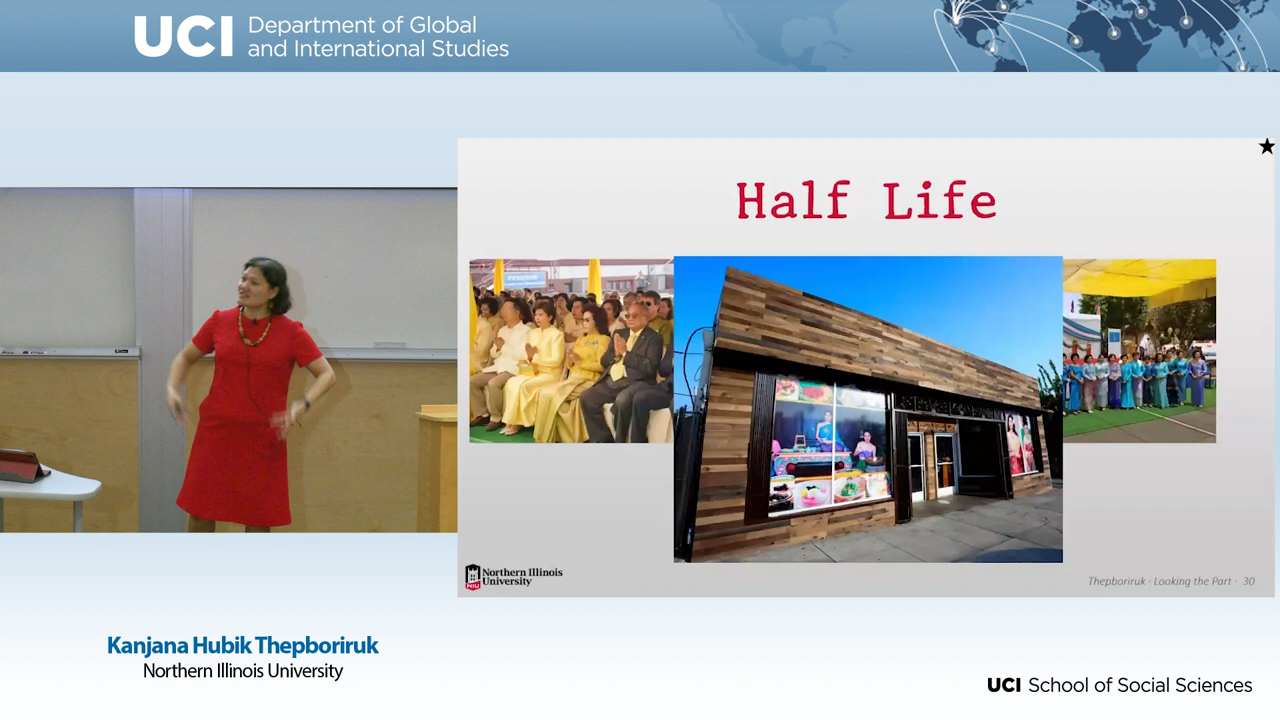 UCI Department of Global
and International Studies
Half Life
NIU
Northern Illinois
University
Thepboriruk · Looking the Part · 30
Kanjana Hubik Thepboriruk
Northern Illinois University
UCI School of Social Sciences